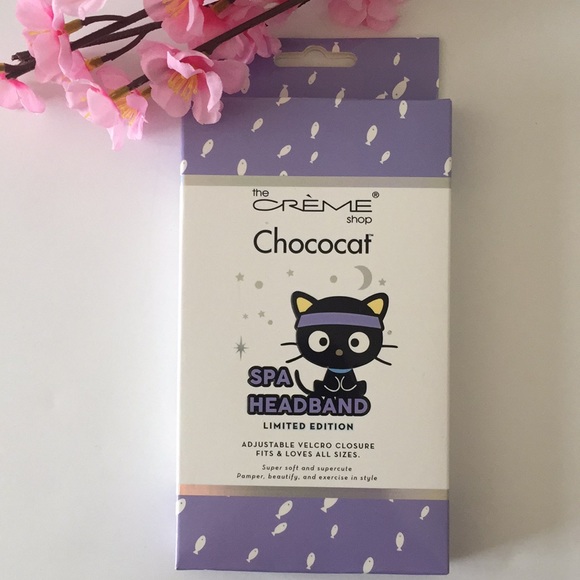 the
CRÈME®
shop
Chococat™
SPA
HEADBAND
LIMITED EDITION
ADJUSTABLE VELCRO CLOSURE
FITS & LOVES ALL SIZES.
Super soft and supercute
Pamper, beautify, and exercise in style